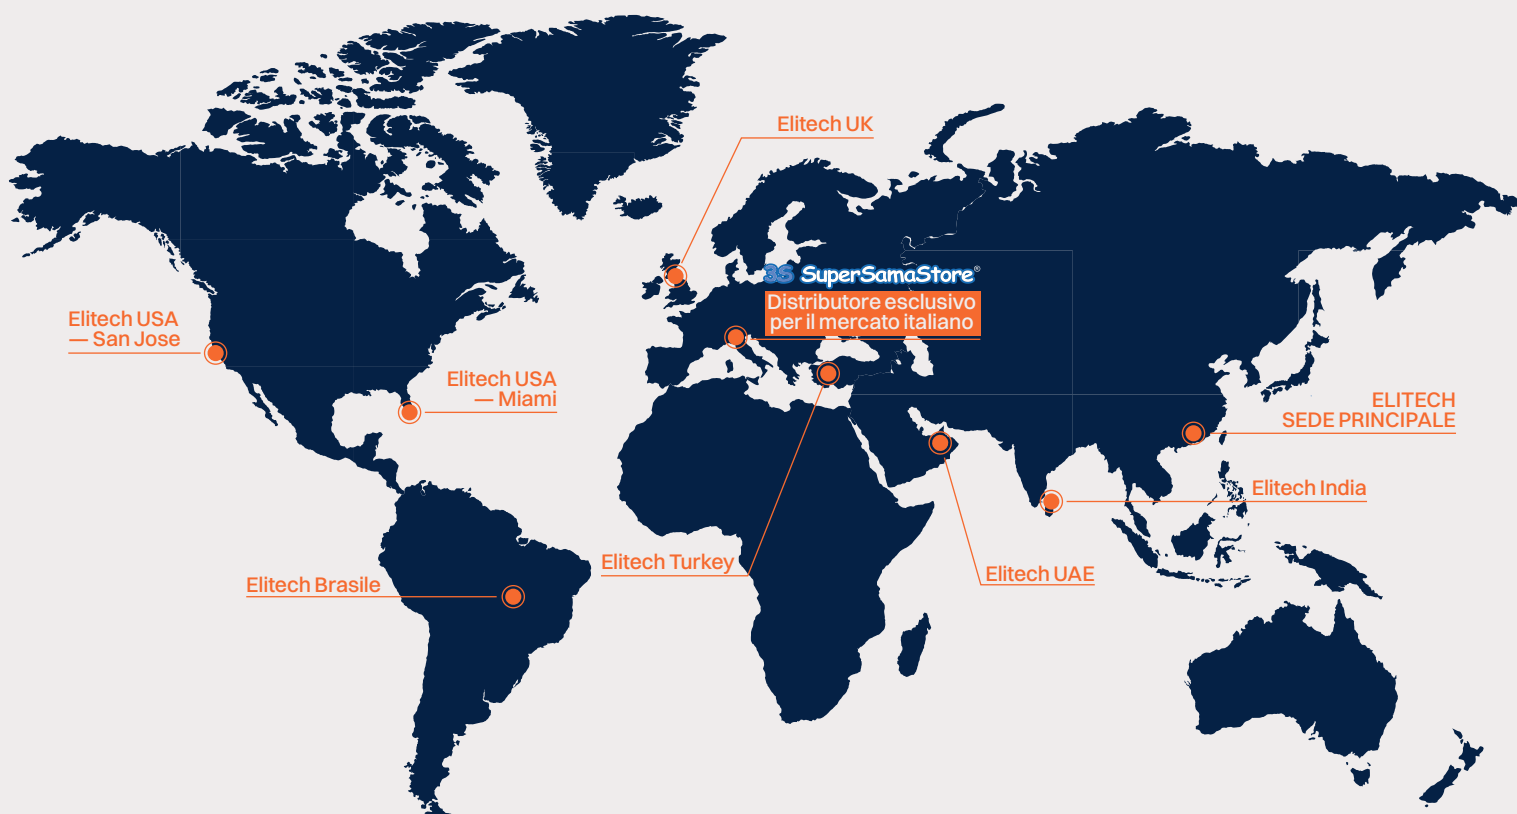 Elitech UK
3S SuperSamaStore®
Distributore esclusivo
per il mercato italiano
Elitech USA
— San Jose
Elitech USA
— Miami
ELITECH
SEDE PRINCIPALE
Elitech India
Elitech Turkey
Elitech UAE
Elitech Brasile